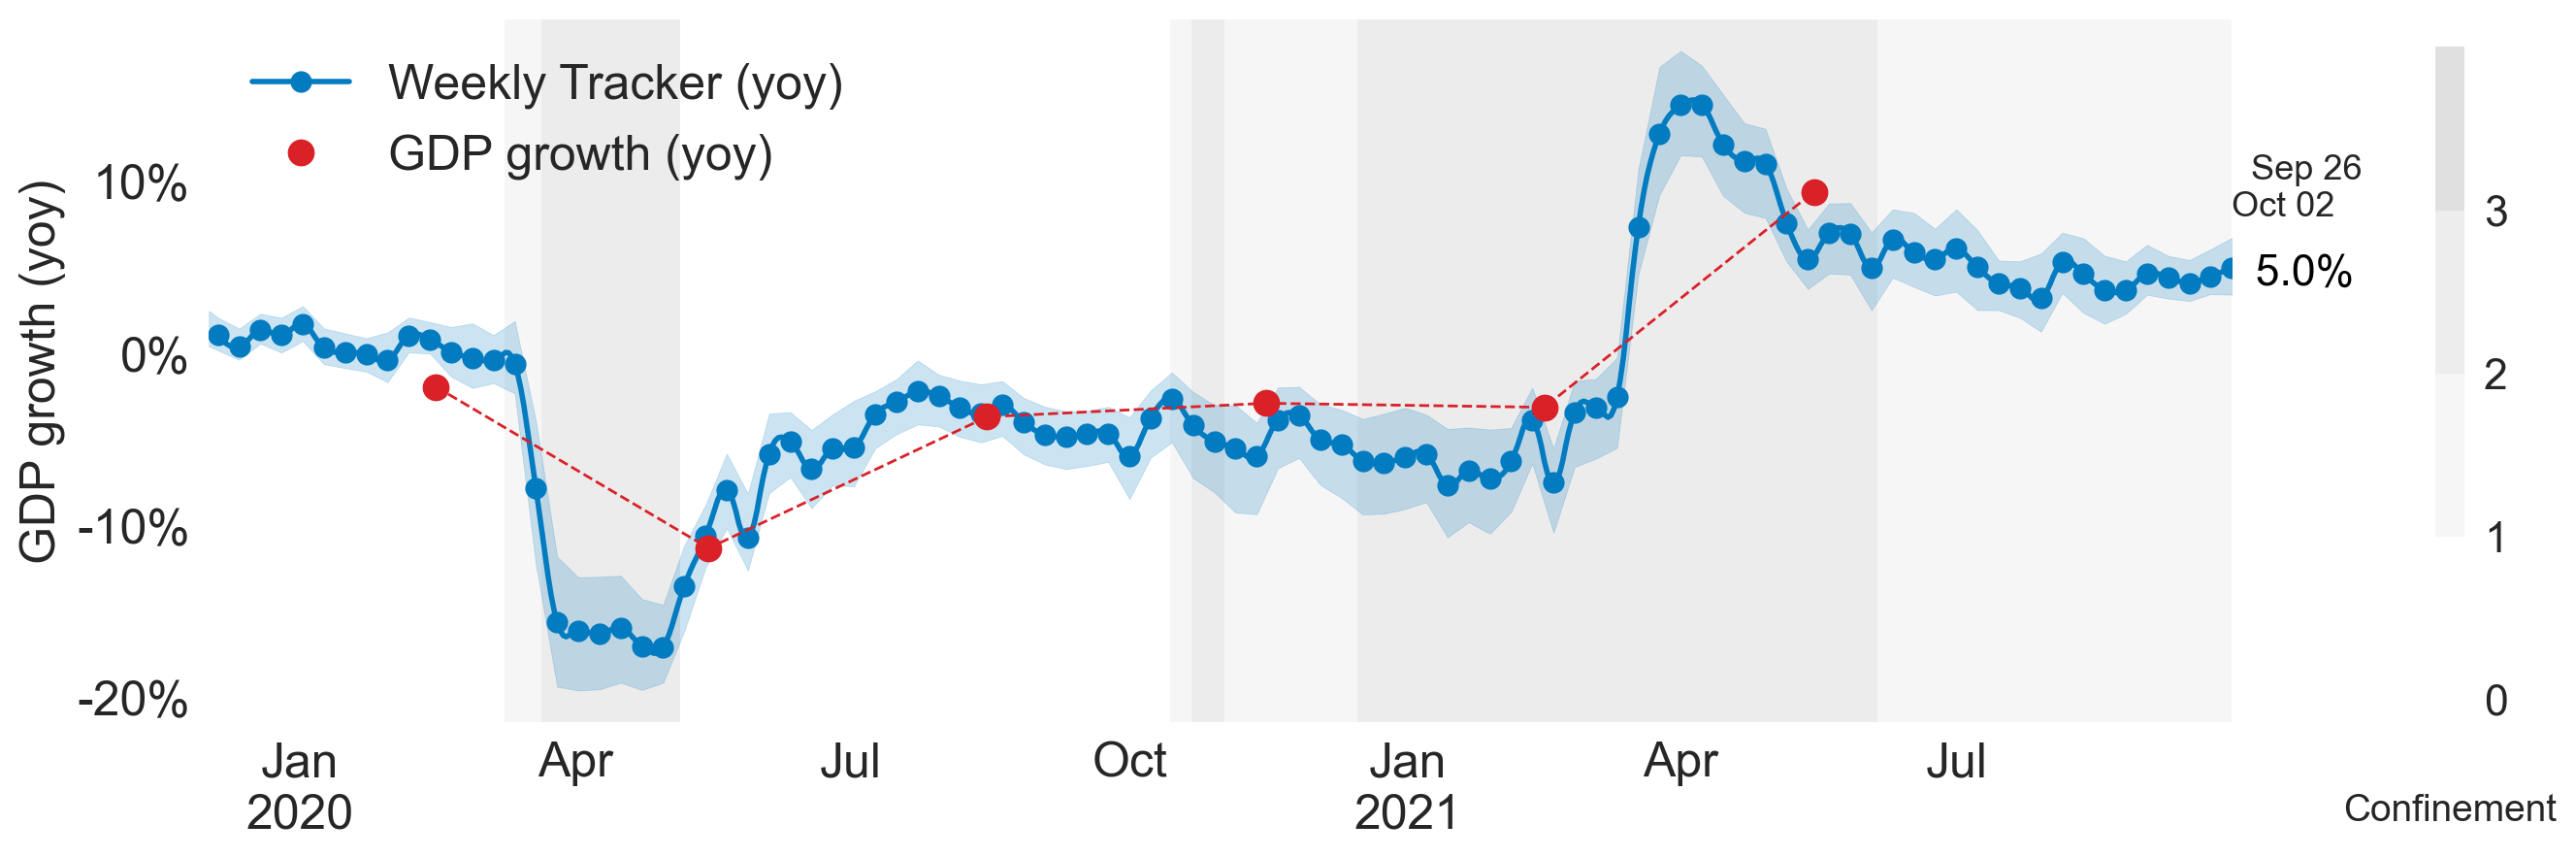 Weekly Tracker (yoy)
GDP growth (yoy)
GDP growth (yoy)
10%
0%
-10%
-20%
Jan
2020
Apr
Jul
Oct
Jan
2021
Apr
Jul
Sep 26
Oct 02
5.0%
3
2
1
0
Confinement